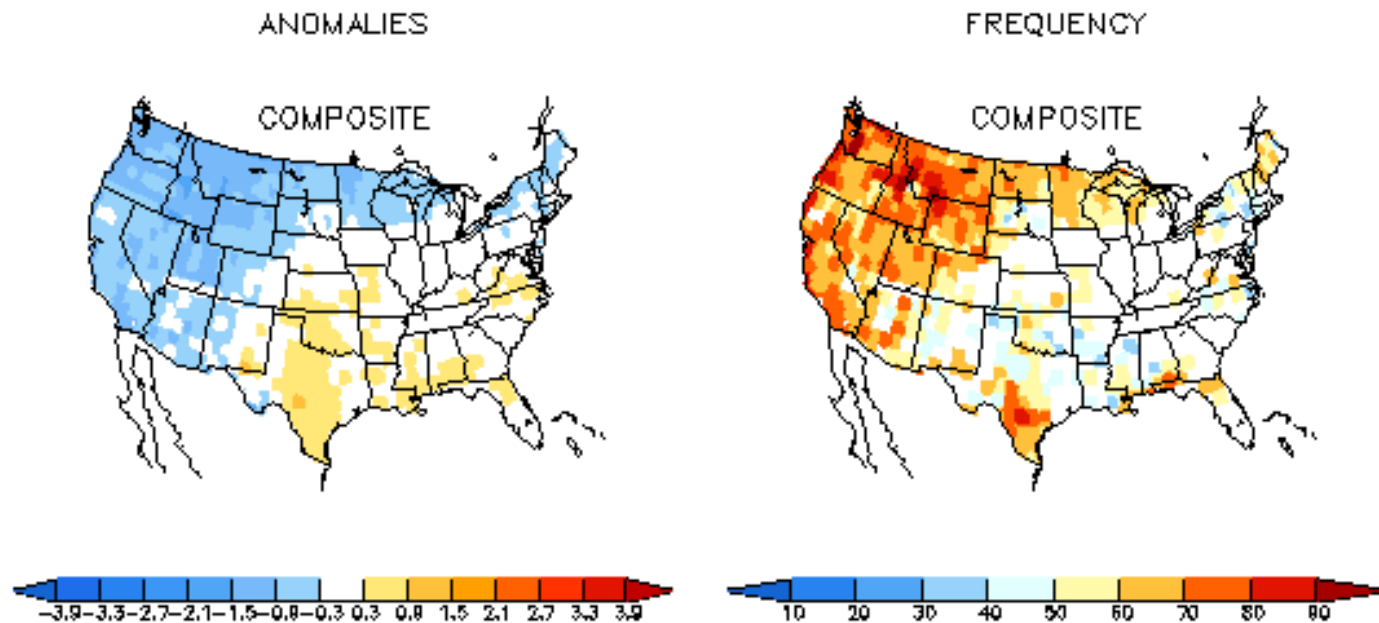 ANOMALIES FREQUENCY
COMPOSITE COMPOSITE
-3.9 -3.3 -2.7 -2.1 -1.5 -0.9 -0.3 0.3 0.9 1.5 2.1 2.7 3.3 3.9 10 20 30 40 50 60 70 80 90